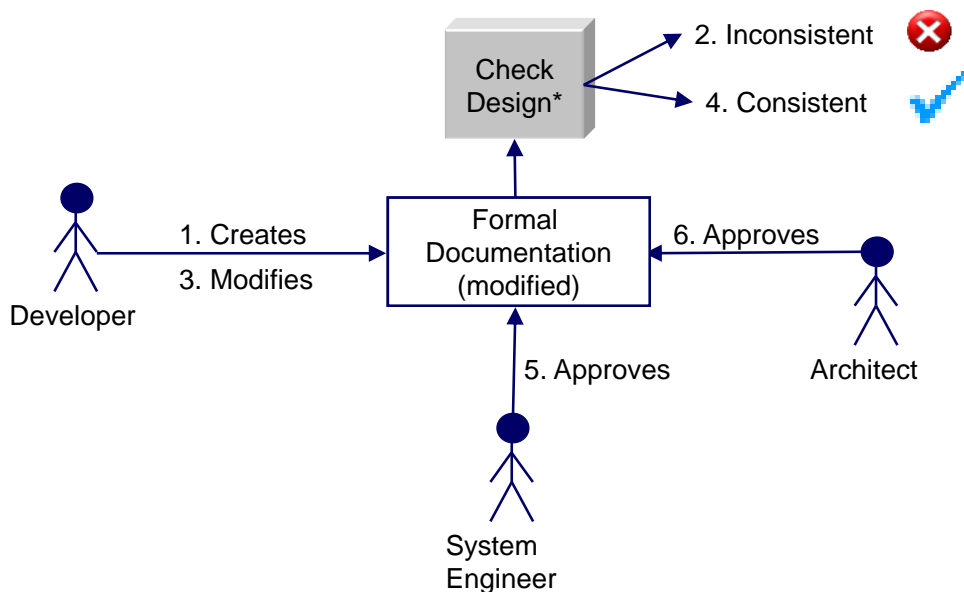 2. Inconsistent
Check
Design*
4. Consistent
1. Creates
3. Modifies
Formal
Documentation
(modified)
6. Approves
Developer
5. Approves
Architect
System
Engineer